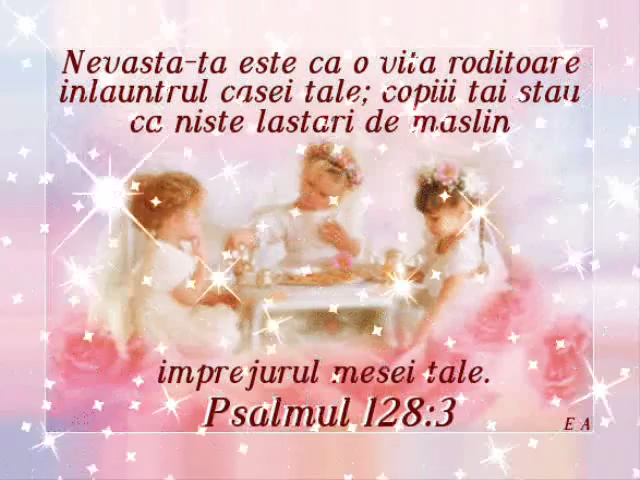 Nevasta-ta este ca o vita roditoare
inlauntrul casei tale; copiii tai stau
ca niste lastari de maslin
imprejurul mesei tale.
Psalmul 128:3
E A